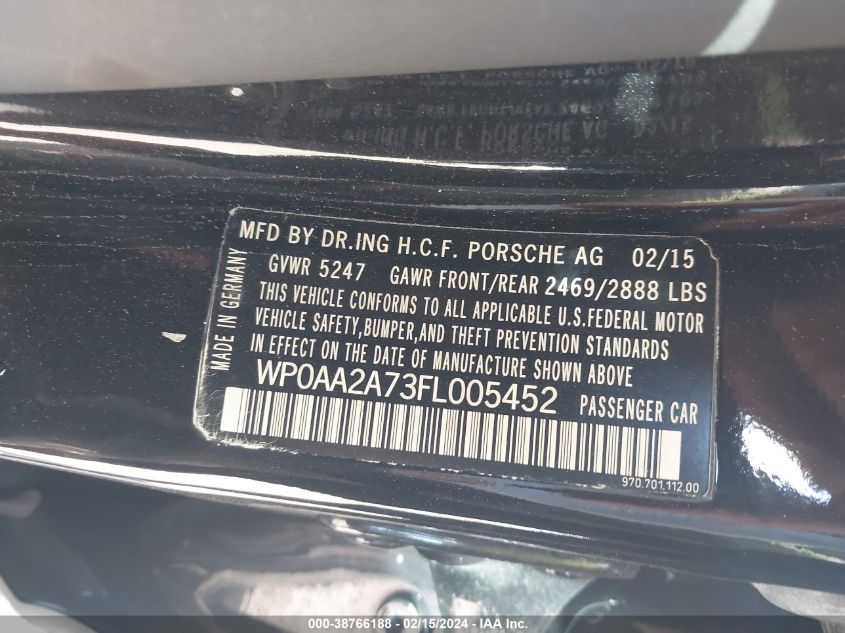 MFD BY DR.ING H.C.F. PORSCHE AG 02/15
GVWR 5247 GAWR FRONT/REAR 2469/2888 LBS
THIS VEHICLE CONFORMS TO ALL APPLICABLE U.S.FEDERAL MOTOR
VEHICLE SAFETY,BUMPER,AND THEFT PREVENTION STANDARDS
IN EFFECT ON THE DATE OF MANUFACTURE SHOWN ABOVE.
WP0AA2A73FL005452 PASSENGER CAR
970.701.112.00
MADE IN GERMANY
000-38766188 - 02/15/2024 - IAA Inc.